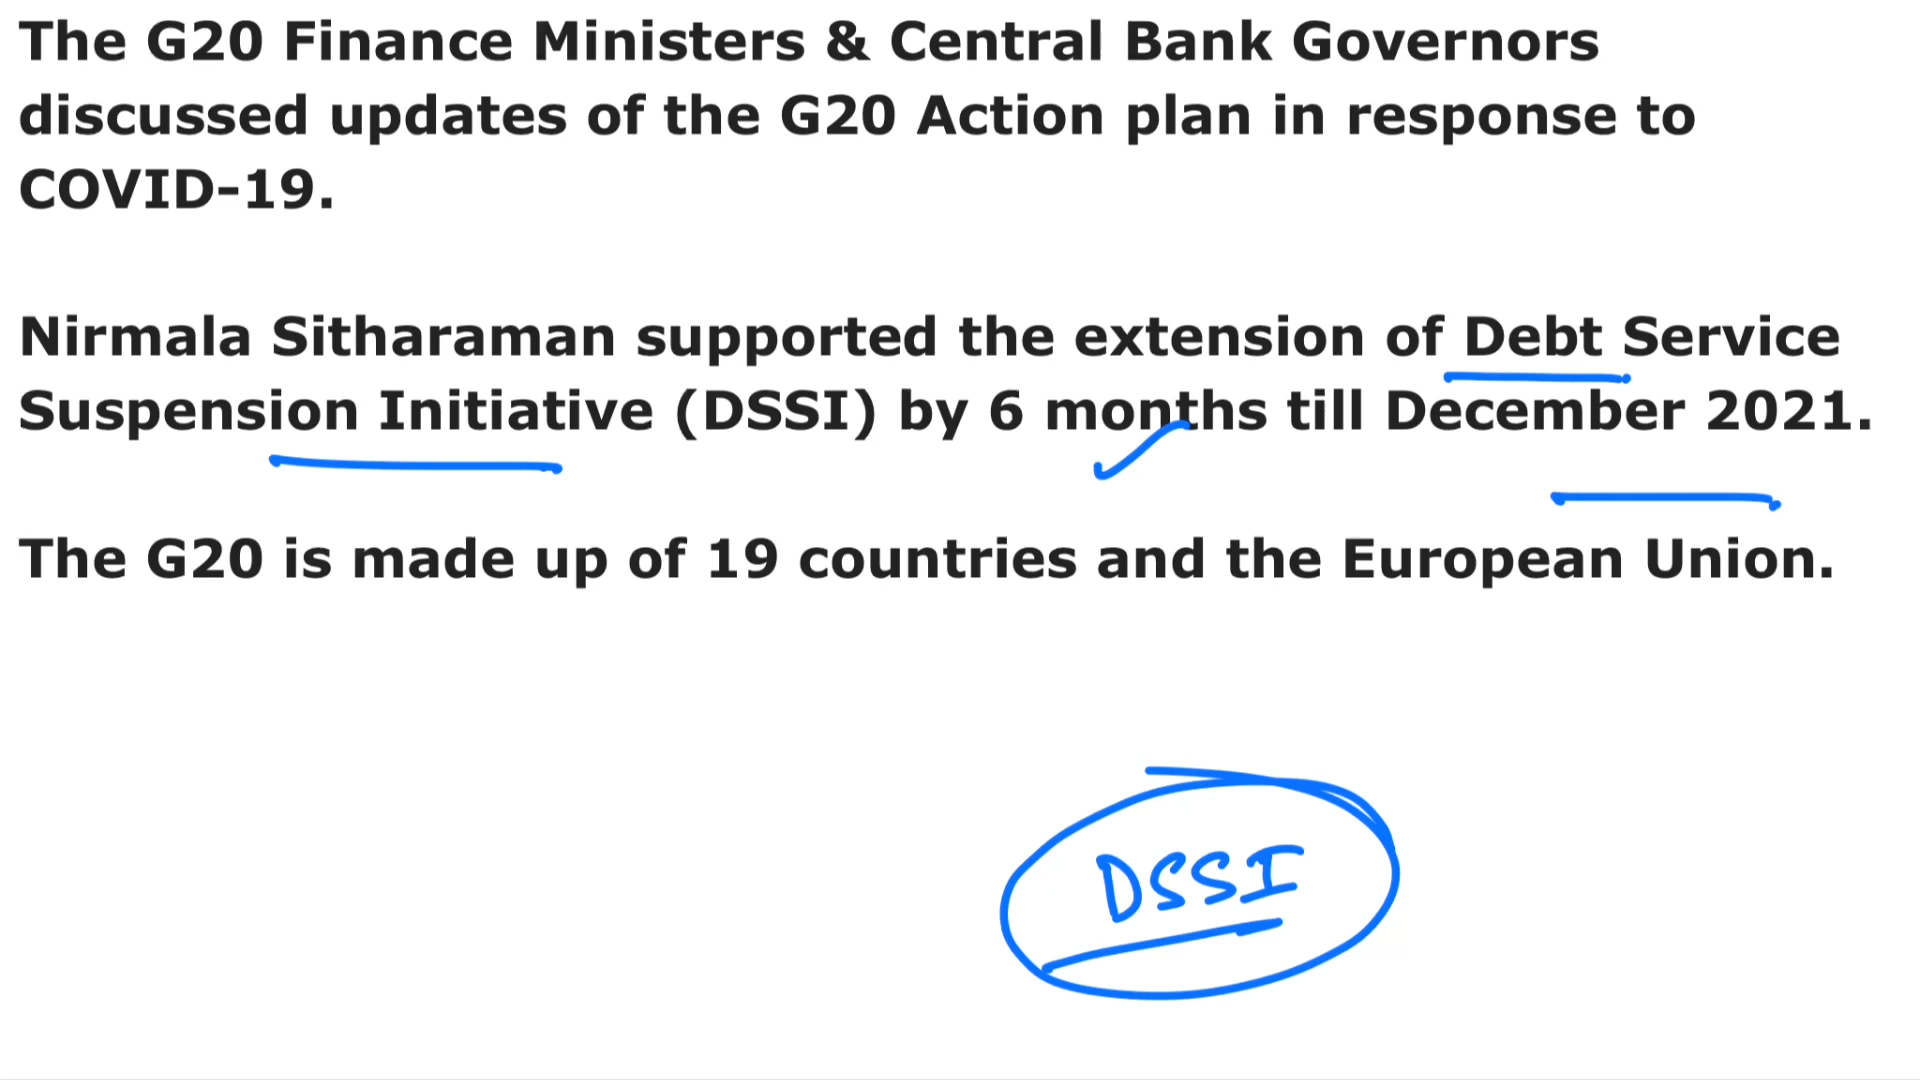 The G20 Finance Ministers & Central Bank Governors
discussed updates of the G20 Action plan in response to
COVID-19.
Nirmala Sitharaman supported the extension of Debt Service
Suspension Initiative (DSSI) by 6 months till December 2021.
The G20 is made up of 19 countries and the European Union.
DSSI